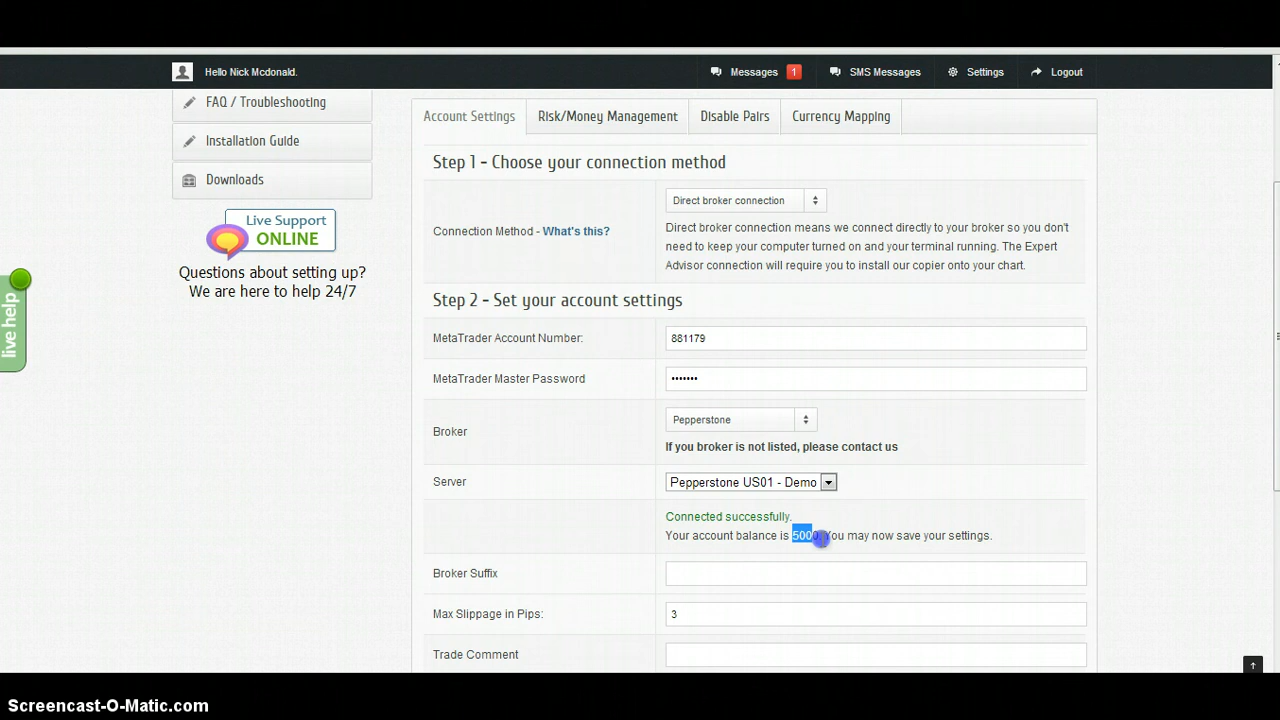 Hello Nick Mcdonald.
Messages 1
SMS Messages
Settings
Logout
FAQ / Troubleshooting
Installation Guide
Downloads
Live Support
ONLINE
Questions about setting up?
We are here to help 24/7
live help
Account Settings
Risk/Money Management
Disable Pairs
Currency Mapping
Step 1 - Choose your connection method
Connection Method - What's this?
Direct broker connection
Direct broker connection means we connect directly to your broker so you don't
need to keep your computer turned on and your terminal running. The Expert
Advisor connection will require you to install our copier onto your chart.
Step 2 - Set your account settings
MetaTrader Account Number:
881179
MetaTrader Master Password
•••••••
Broker
Pepperstone
If you broker is not listed, please contact us
Server
Pepperstone US01 - Demo
Connected successfully.
Your account balance is 5000. You may now save your settings.
Broker Suffix
Max Slippage in Pips:
3
Trade Comment
Screencast-O-Matic.com